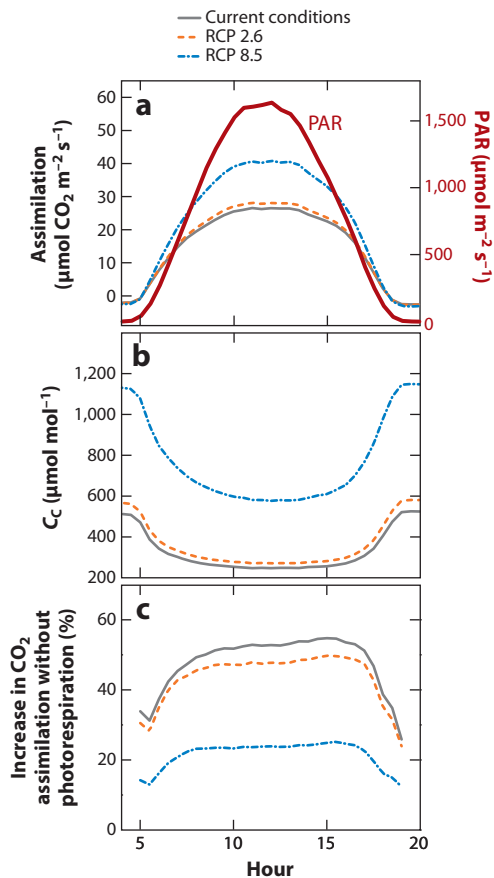 Current conditions
RCP 2.6
RCP 8.5
a
PAR
Assimilation
(μmol CO₂ m⁻² s⁻¹)
60
50
40
30
20
10
0
PAR (μmol m⁻² s⁻¹)
1,500
1,000
500
0
b
C_C (μmol mol⁻¹)
1,200
1,000
800
600
400
200
c
Increase in CO₂
assimilation without
photorespiration (%)
60
40
20
0
5
10
15
20
Hour